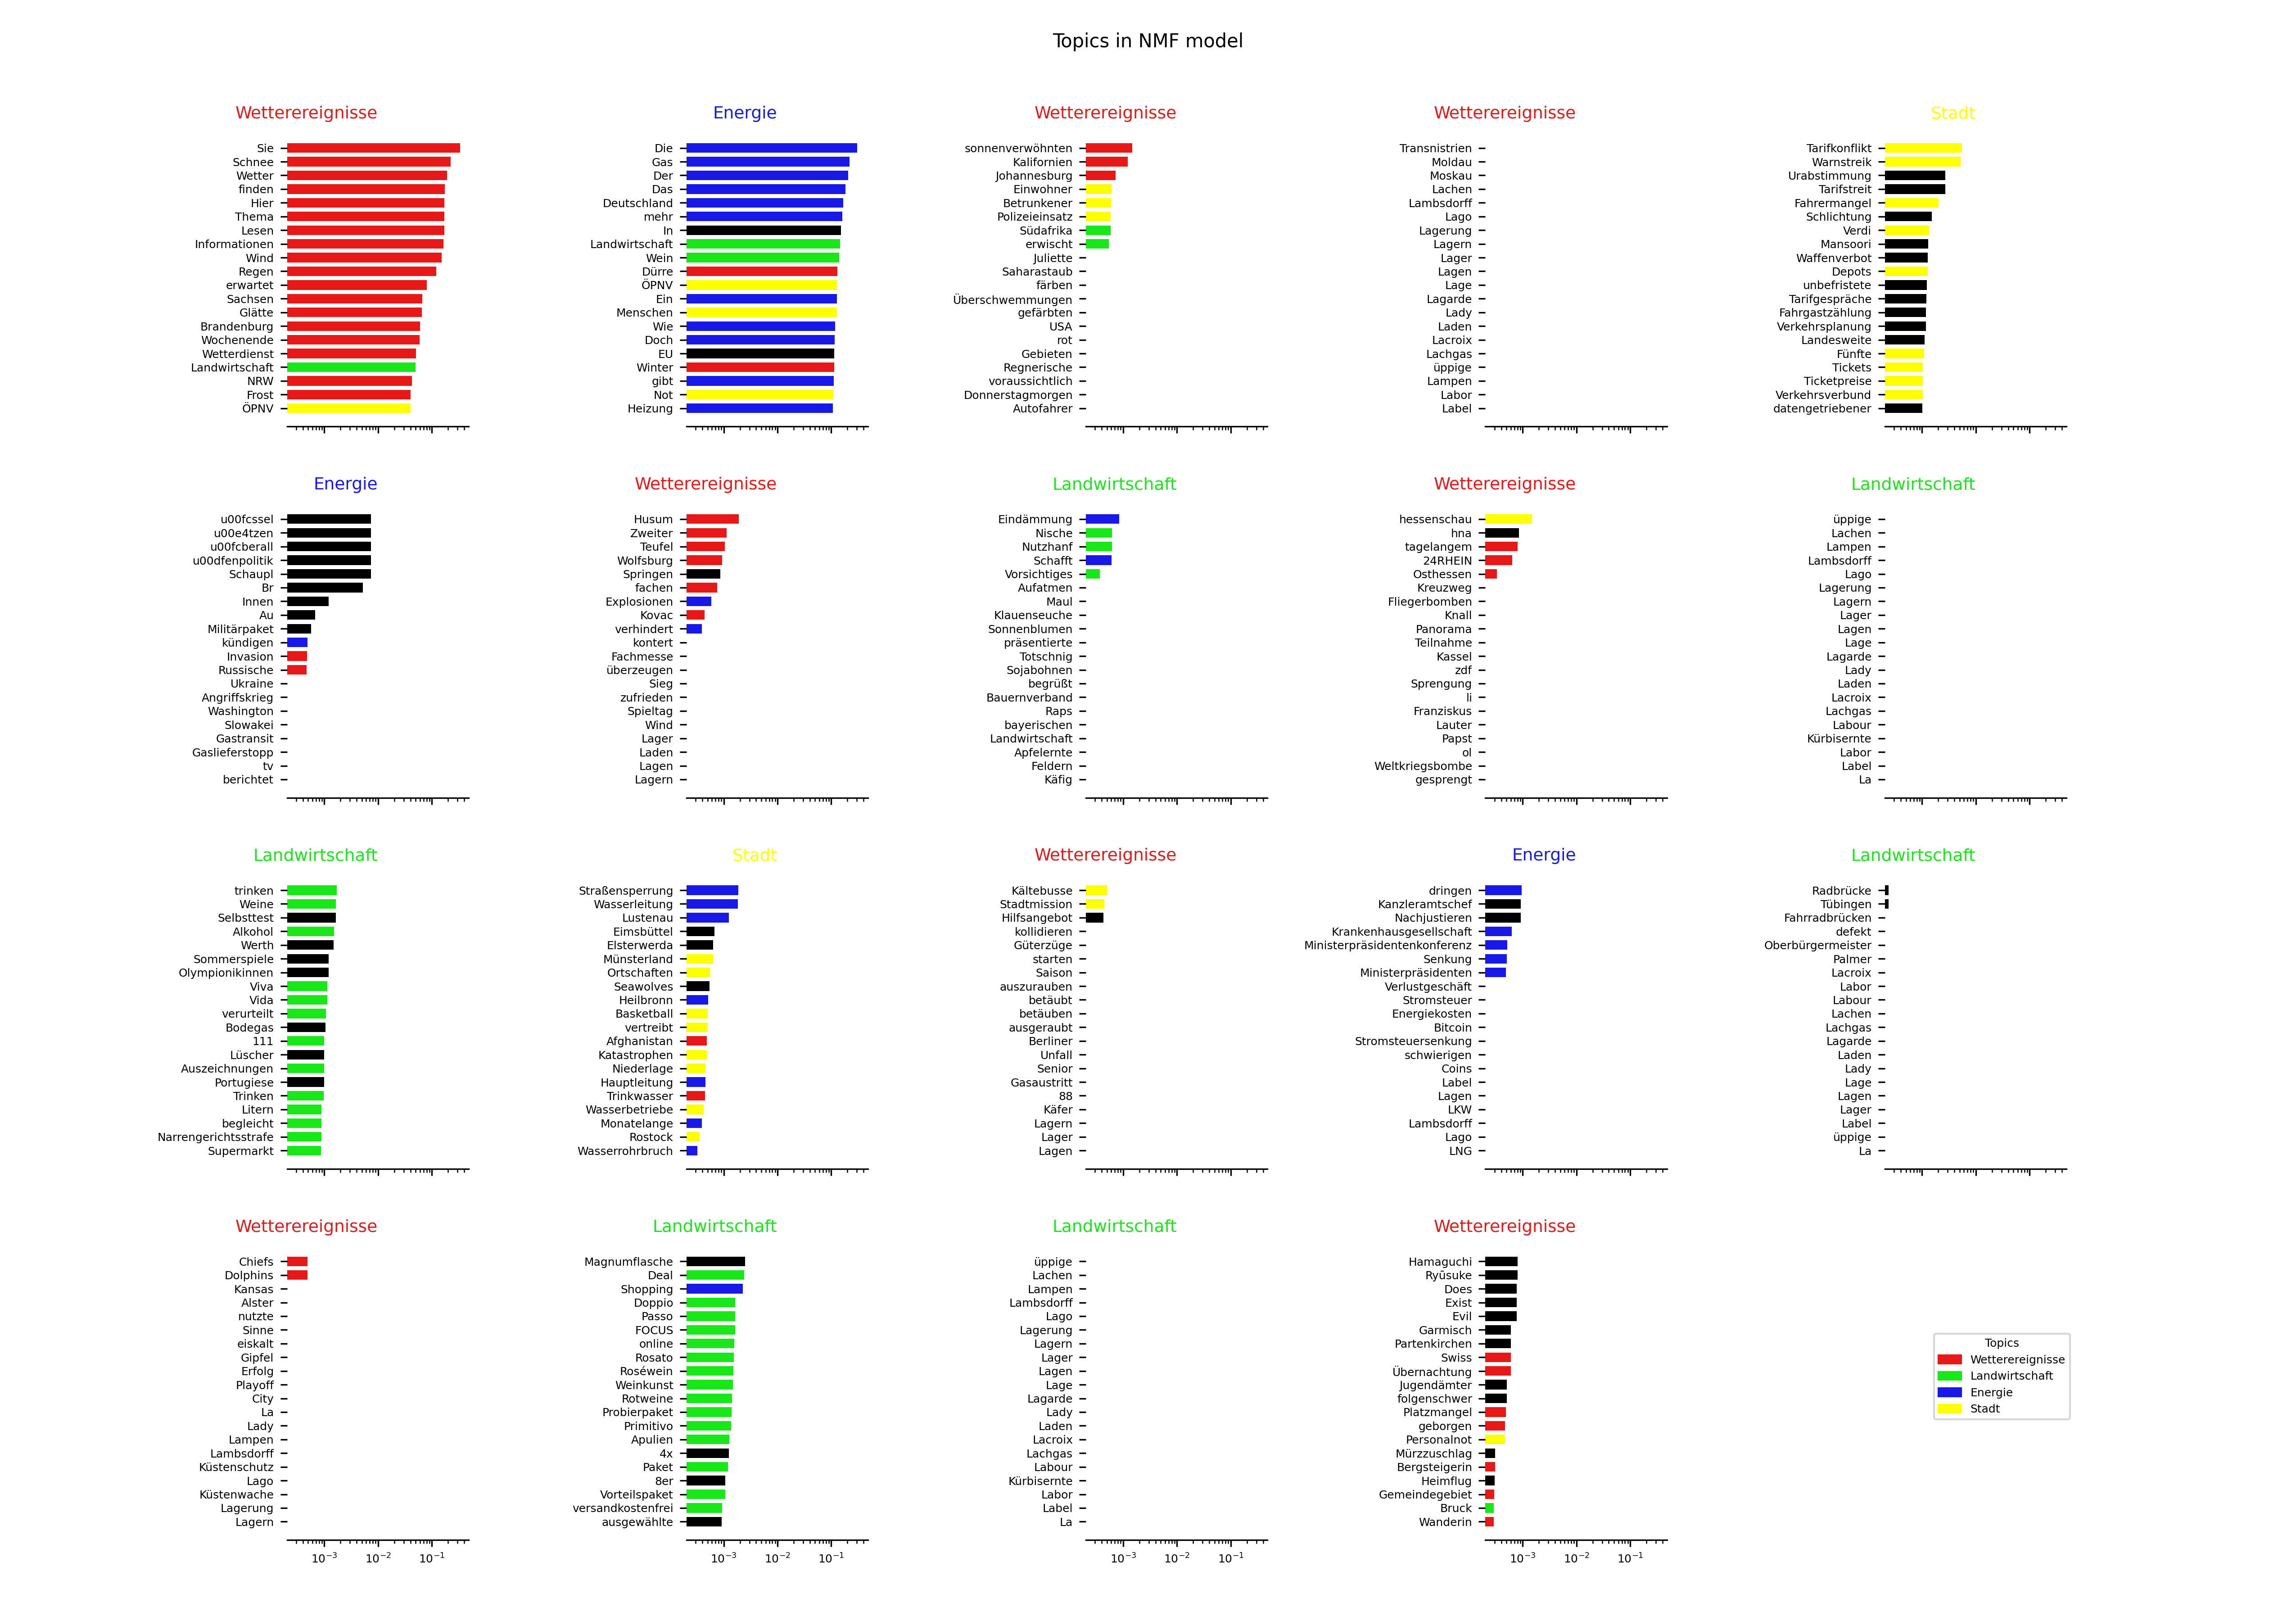 Topics in NMF model
Wetterereignisse
Sie
Schnee
Wetter
finden
Hier
Thema
Lesen
Informationen
Wind
Regen
erwartet
Sachsen
Glätte
Brandenburg
Wochenende
Wetterdienst
Landwirtschaft
NRW
Frost
ÖPNV
Energie
Die
Gas
Der
Das
Deutschland
mehr
In
Landwirtschaft
Wein
Dürre
ÖPNV
Ein
Menschen
Wie
Doch
EU
Winter
gibt
Not
Heizung
Wetterereignisse
sonnenverwöhnten
Kalifornien
Johannesburg
Einwohner
Betrunkener
Polizeieinsatz
Südafrika
erwischt
Juliette
Saharastaub
färben
Überschwemmungen
gefärbten
USA
rot
Gebieten
Regnerische
voraussichtlich
Donnerstagmorgen
Autofahrer
Wetterereignisse
Transnistrien
Moldau
Moskau
Lachen
Lambsdorff
Lago
Lagerung
Lagern
Lager
Lagen
Lage
Lagarde
Lady
Laden
Lacroix
Lachgas
üppige
Lampen
Labor
Label
Stadt
Tarifkonflikt
Warnstreik
Urabstimmung
Tarifstreit
Fahrermangel
Schlichtung
Verdi
Mansoori
Waffenverbot
Depots
unbefristete
Tarifgespräche
Fahrgastzählung
Verkehrsplanung
Landesweite
Fünfte
Tickets
Ticketpreise
Verkehrsverbund
datengetriebener
Energie
u00fcssel
u00e4tzen
u00fcberall
u00dfenpolitik
Schaupl
Br
Innen
Au
Militärpaket
kündigen
Invasion
Russische
Ukraine
Angriffskrieg
Washington
Slowakei
Gastransit
Gaslieferstopp
tv
berichtet
Wetterereignisse
Husum
Zweiter
Teufel
Wolfsburg
Springen
fachen
Explosionen
Kovac
verhindert
kontert
Fachmesse
überzeugen
Sieg
zufrieden
Spieltag
Wind
Lager
Laden
Lagen
Lagern
Landwirtschaft
Eindämmung
Nische
Nutzhanf
Schafft
Vorsichtiges
Aufatmen
Maul
Klauenseuche
Sonnenblumen
präsentierte
Totschnig
Sojabohnen
begrüßt
Bauernverband
Raps
bayerischen
Landwirtschaft
Apfelernte
Feldern
Käfig
Wetterereignisse
hessenschau
hna
tagelangem
24RHEIN
Osthessen
Kreuzweg
Fliegerbomben
Knall
Panorama
Teilnahme
Kassel
zdf
Sprengung
li
Franziskus
Lauter
Papst
ol
Weltkriegsbombe
gesprengt
Landwirtschaft
üppige
Lachen
Lampen
Lambsdorff
Lago
Lagerung
Lagern
Lager
Lagen
Lage
Lagarde
Lady
Laden
Lacroix
Lachgas
Labour
Kürbisernte
Labor
Label
La
Landwirtschaft
trinken
Weine
Selbsttest
Alkohol
Werth
Sommerspiele
Olympionikinnen
Viva
Vida
verurteilt
Bodegas
111
Lüscher
Auszeichnungen
Portugiese
Trinken
Litern
begleicht
Narrengerichtsstrafe
Supermarkt
Stadt
Straßensperrung
Wasserleitung
Lustenau
Eimsbüttel
Elsterwerda
Münsterland
Ortschaften
Seawolves
Heilbronn
Basketball
vertreibt
Afghanistan
Katastrophen
Niederlage
Hauptleitung
Trinkwasser
Wasserbetriebe
Monatelange
Rostock
Wasserrohrbruch
Wetterereignisse
Kältebusse
Stadtmission
Hilfsangebot
kollidieren
Güterzüge
starten
Saison
auszurauben
betäubt
betäuben
ausgeraubt
Berliner
Unfall
Senior
Gasaustritt
88
Käfer
Lagern
Lager
Lagen
Energie
dringen
Kanzleramtschef
Nachjustieren
Krankenhausgesellschaft
Ministerpräsidentenkonferenz
Senkung
Ministerpräsidenten
Verlustgeschäft
Stromsteuer
Energiekosten
Bitcoin
Stromsteuersenkung
schwierigen
Coins
Label
Lagen
LKW
Lambsdorff
Lago
LNG
Landwirtschaft
Radbrücke
Tübingen
Fahrradbrücken
defekt
Oberbürgermeister
Palmer
Lacroix
Labor
Labour
Lachen
Lachgas
Lagarde
Laden
Lady
Lage
Lagen
Lager
Label
üppige
La
Wetterereignisse
Chiefs
Dolphins
Kansas
Alster
nutzte
Sinne
eiskalt
Gipfel
Erfolg
Playoff
City
La
Lady
Lampen
Lambsdorff
Küstenschutz
Lago
Küstenwache
Lagerung
Lagern
10⁻³ 10⁻² 10⁻¹
Landwirtschaft
Magnumflasche
Deal
Shopping
Doppio
Passo
FOCUS
online
Rosato
Roséwein
Weinkunst
Rotweine
Probierpaket
Primitivo
Apulien
4x
Paket
8er
Vorteilspaket
versandkostenfrei
ausgewählte
10⁻³ 10⁻² 10⁻¹
Landwirtschaft
üppige
Lachen
Lampen
Lambsdorff
Lago
Lagerung
Lagern
Lager
Lagen
Lage
Lagarde
Lady
Laden
Lacroix
Lachgas
Labour
Kürbisernte
Labor
Label
La
10⁻³ 10⁻² 10⁻¹
Wetterereignisse
Hamaguchi
Ryūsuke
Does
Exist
Evil
Garmisch
Partenkirchen
Swiss
Übernachtung
Jugendämter
folgenschwer
Platzmangel
geborgen
Personalnot
Mürzzuschlag
Bergsteigerin
Heimflug
Gemeindegebiet
Bruck
Wanderin
10⁻³ 10⁻² 10⁻¹
Topics
Wetterereignisse
Landwirtschaft
Energie
Stadt